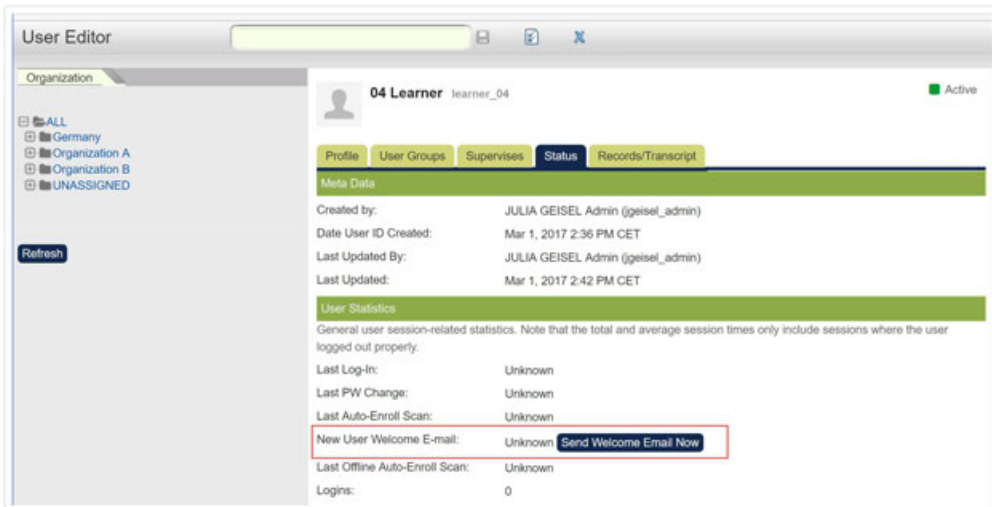 User Editor
Organization
ALL
Germany
Organization A
Organization B
UNASSIGNED
Refresh
04 Learner learner_04
Active
Profile User Groups Supervises Status Records/Transcript
Meta Data
Created by: JULIA GEISEL Admin (jgeisel_admin)
Date User ID Created: Mar 1, 2017 2:36 PM CET
Last Updated By: JULIA GEISEL Admin (jgeisel_admin)
Last Updated: Mar 1, 2017 2:42 PM CET
User Statistics
General user session-related statistics. Note that the total and average session times only include sessions where the user
logged out properly.
Last Log-In: Unknown
Last PW Change: Unknown
Last Auto-Enroll Scan: Unknown
New User Welcome E-mail: Unknown Send Welcome Email Now
Last Offline Auto-Enroll Scan: Unknown
Logins: 0